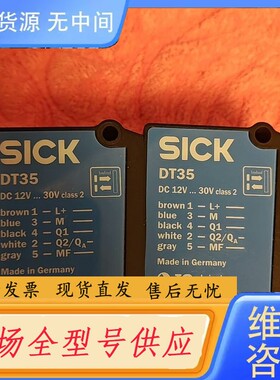 货源 无中间
SICK
DT35
DC 12V ... 30V class 2
brown 1 - L+
blue 3 - M
black 4 - Q1
white 2 - Q2/QA
gray 5 - MF
Made in Germany
SICK
DT35
DC 12V ... 30V class 2
brown 1 - L+
blue 3 - M
black 4 - Q1
white 2 - Q2/QA
gray 5 - MF
Made in Germany
发票 现货直发 售后无忧
场全型号供应
维
咨